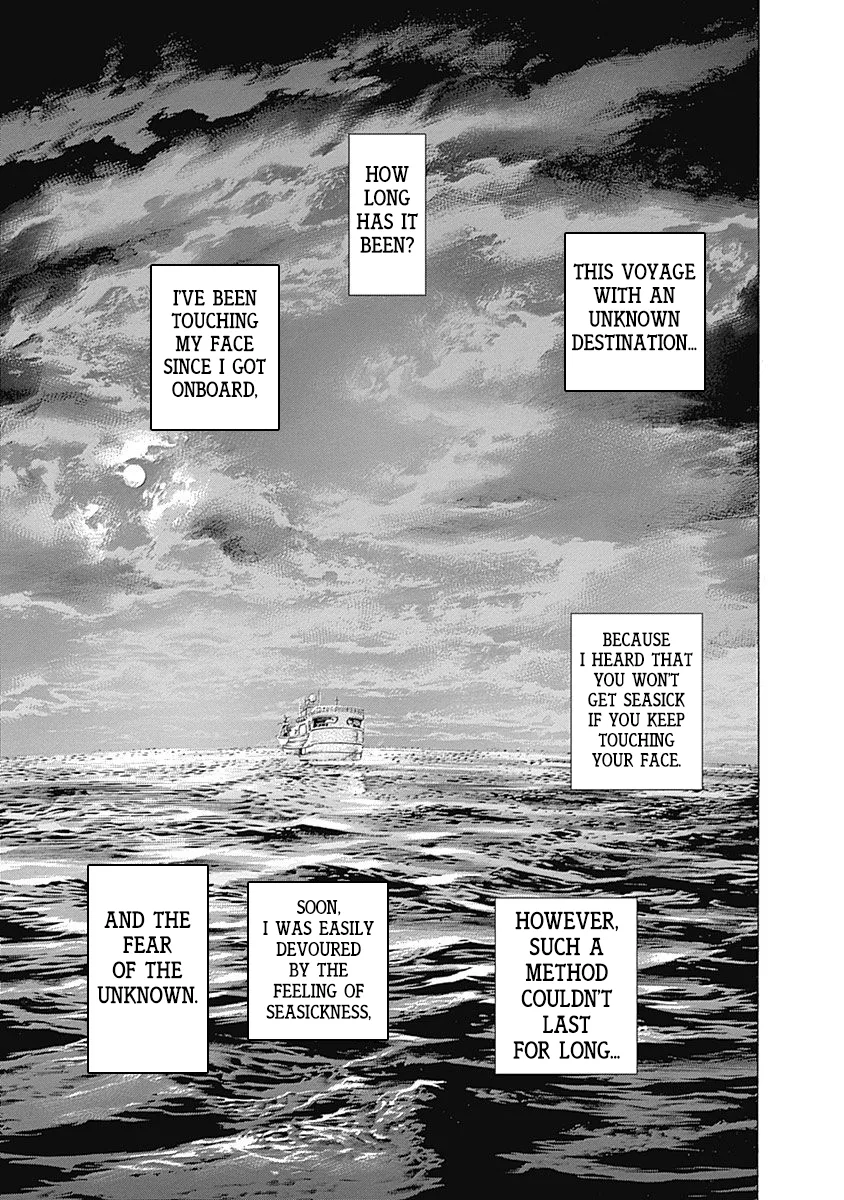 THIS VOYAGE
WITH AN
UNKNOWN
DESTINATION...
HOW
LONG
HAS IT
BEEN?
I'VE BEEN
TOUCHING
MY FACE
SINCE I GOT
ONBOARD,
BECAUSE
I HEARD THAT
YOU WON'T
GET SEASICK
IF YOU KEEP
TOUCHING
YOUR FACE.
HOWEVER,
SUCH A
METHOD
COULDN'T
LAST
FOR LONG...
SOON,
I WAS EASILY
DEVOURED
BY THE
FEELING OF
SEASICKNESS,
AND THE
FEAR
OF THE
UNKNOWN.